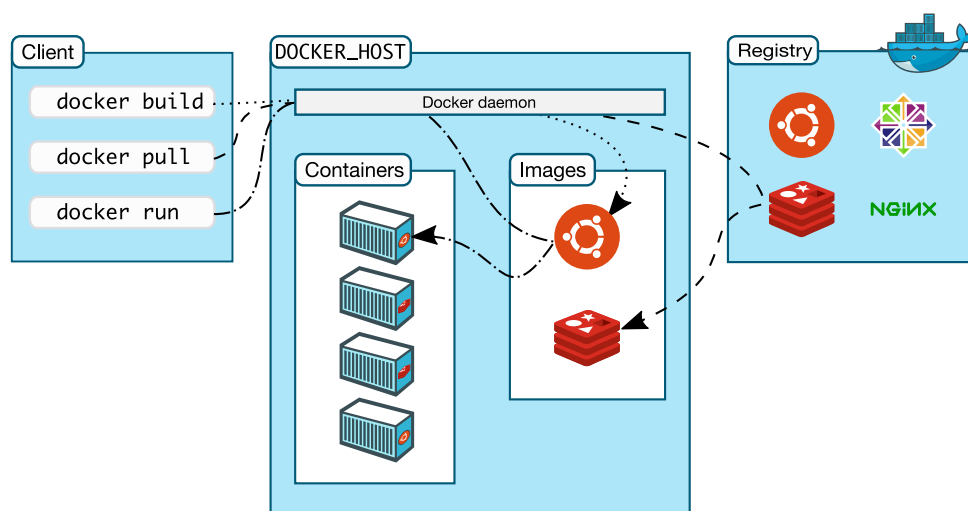 Client
docker build
docker pull
docker run
DOCKER_HOST
Docker daemon
Containers
Images
Registry
NGINX